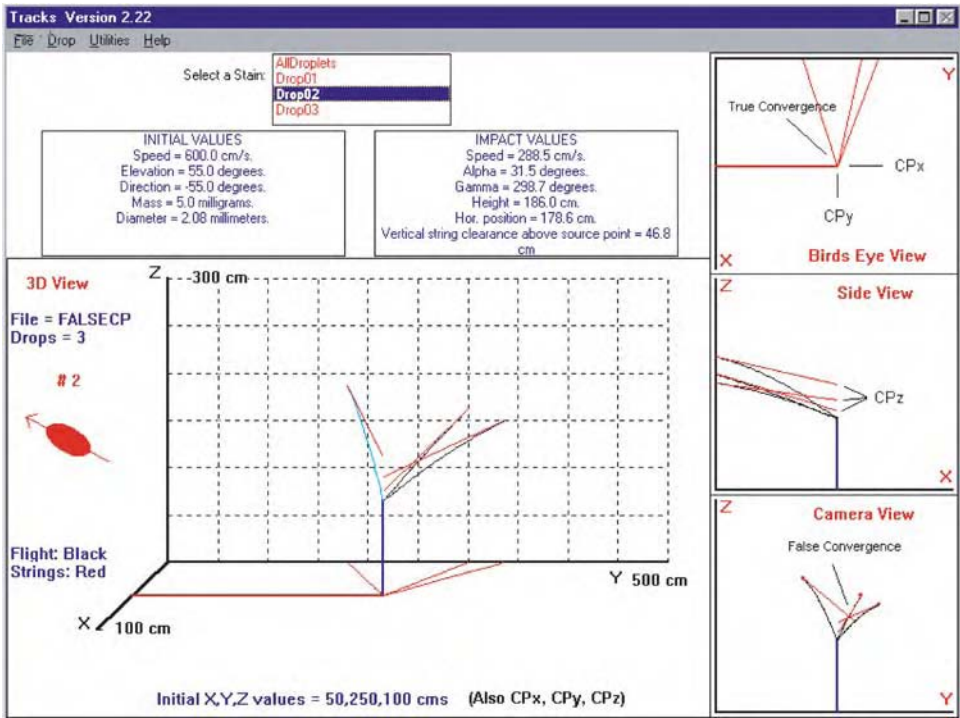 Tracks Version 2.22
File Drop Utilities Help
Select a Stain:
AllDroplets
Drop01
Drop02
Drop03
INITIAL VALUES
Speed = 600.0 cm/s.
Elevation = 55.0 degrees.
Direction = -55.0 degrees.
Mass = 5.0 milligrams.
Diameter = 2.08 millimeters.
IMPACT VALUES
Speed = 288.5 cm/s.
Alpha = 31.5 degrees.
Gamma = 298.7 degrees.
Height = 186.0 cm.
Hor. position = 178.6 cm.
Vertical string clearance above source point = 46.8
cm
Y
True Convergence
CPx
CPy
X
Birds Eye View
3D View
Z
-300 cm
File = FALSECP
Drops = 3
# 2
Flight: Black
Strings: Red
Y 500 cm
X
100 cm
Initial X,Y,Z values = 50,250,100 cms (Also CPx, CPy, CPz)
Z
Side View
CPz
X
Z
Camera View
False Convergence
Y